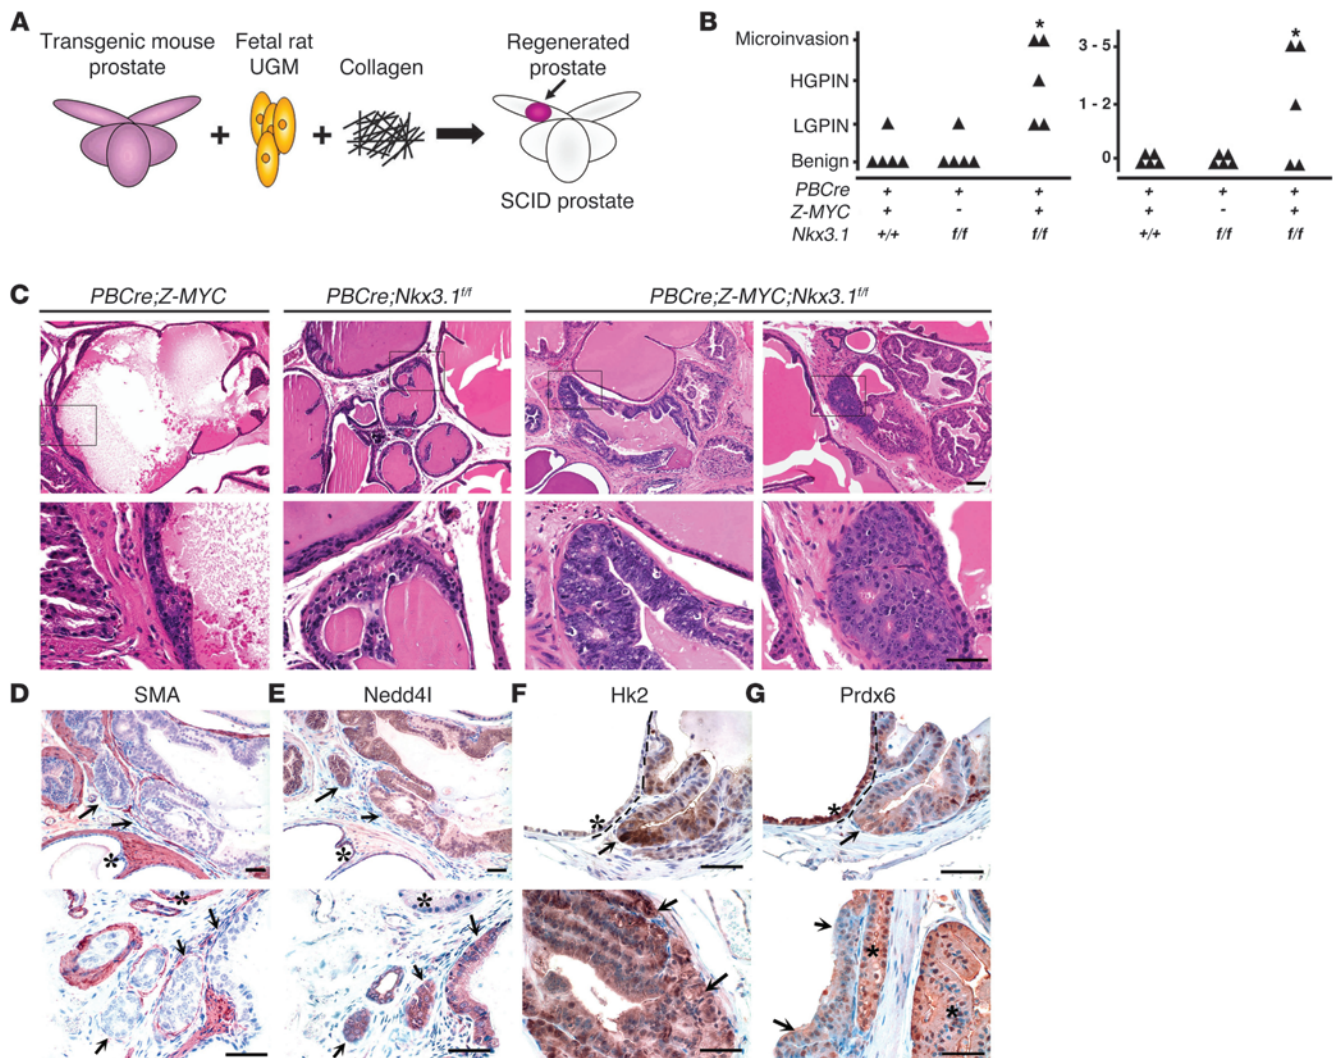 A
Transgenic mouse
prostate
Fetal rat
UGM
Collagen
Regenerated
prostate
SCID prostate
B
Microinvasion
HGPIN
LGPIN
Benign
*
PBCre + + +
Z-MYC + - +
Nkx3.1 +/+ f/f f/f
3 - 5
1 - 2
0
*
+ + +
+ - +
+/+ f/f f/f
C
PBCre;Z-MYC
PBCre;Nkx3.1f/f
PBCre;Z-MYC;Nkx3.1f/f
D SMA
E Nedd4l
F Hk2
G Prdx6
* * * *
* * * *